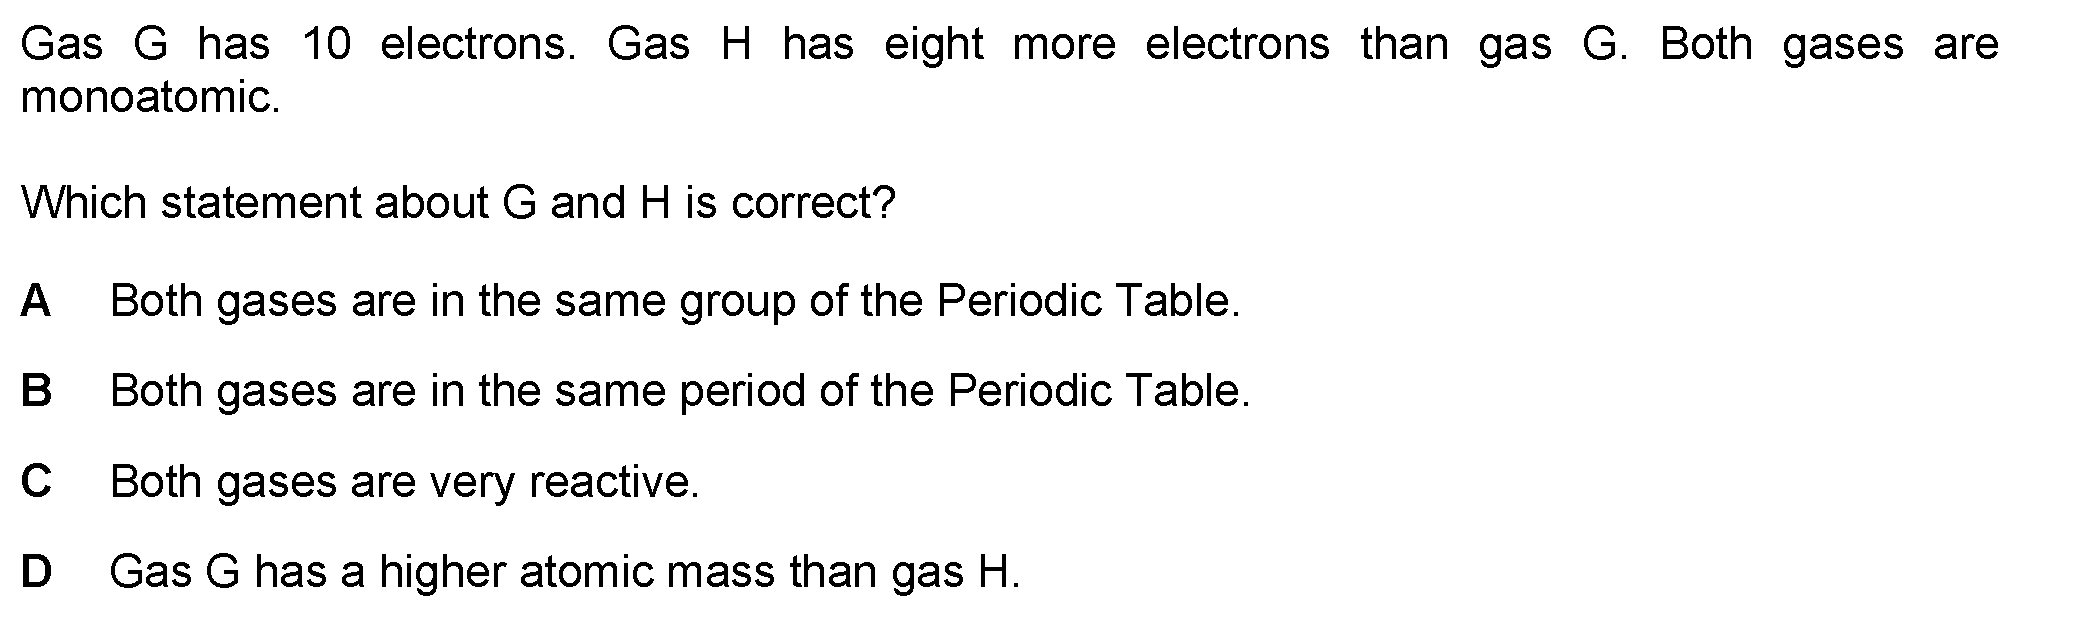 Gas G has 10 electrons. Gas H has eight more electrons than gas G. Both gases are
monoatomic.
Which statement about G and H is correct?
A Both gases are in the same group of the Periodic Table.
B Both gases are in the same period of the Periodic Table.
C Both gases are very reactive.
D Gas G has a higher atomic mass than gas H.